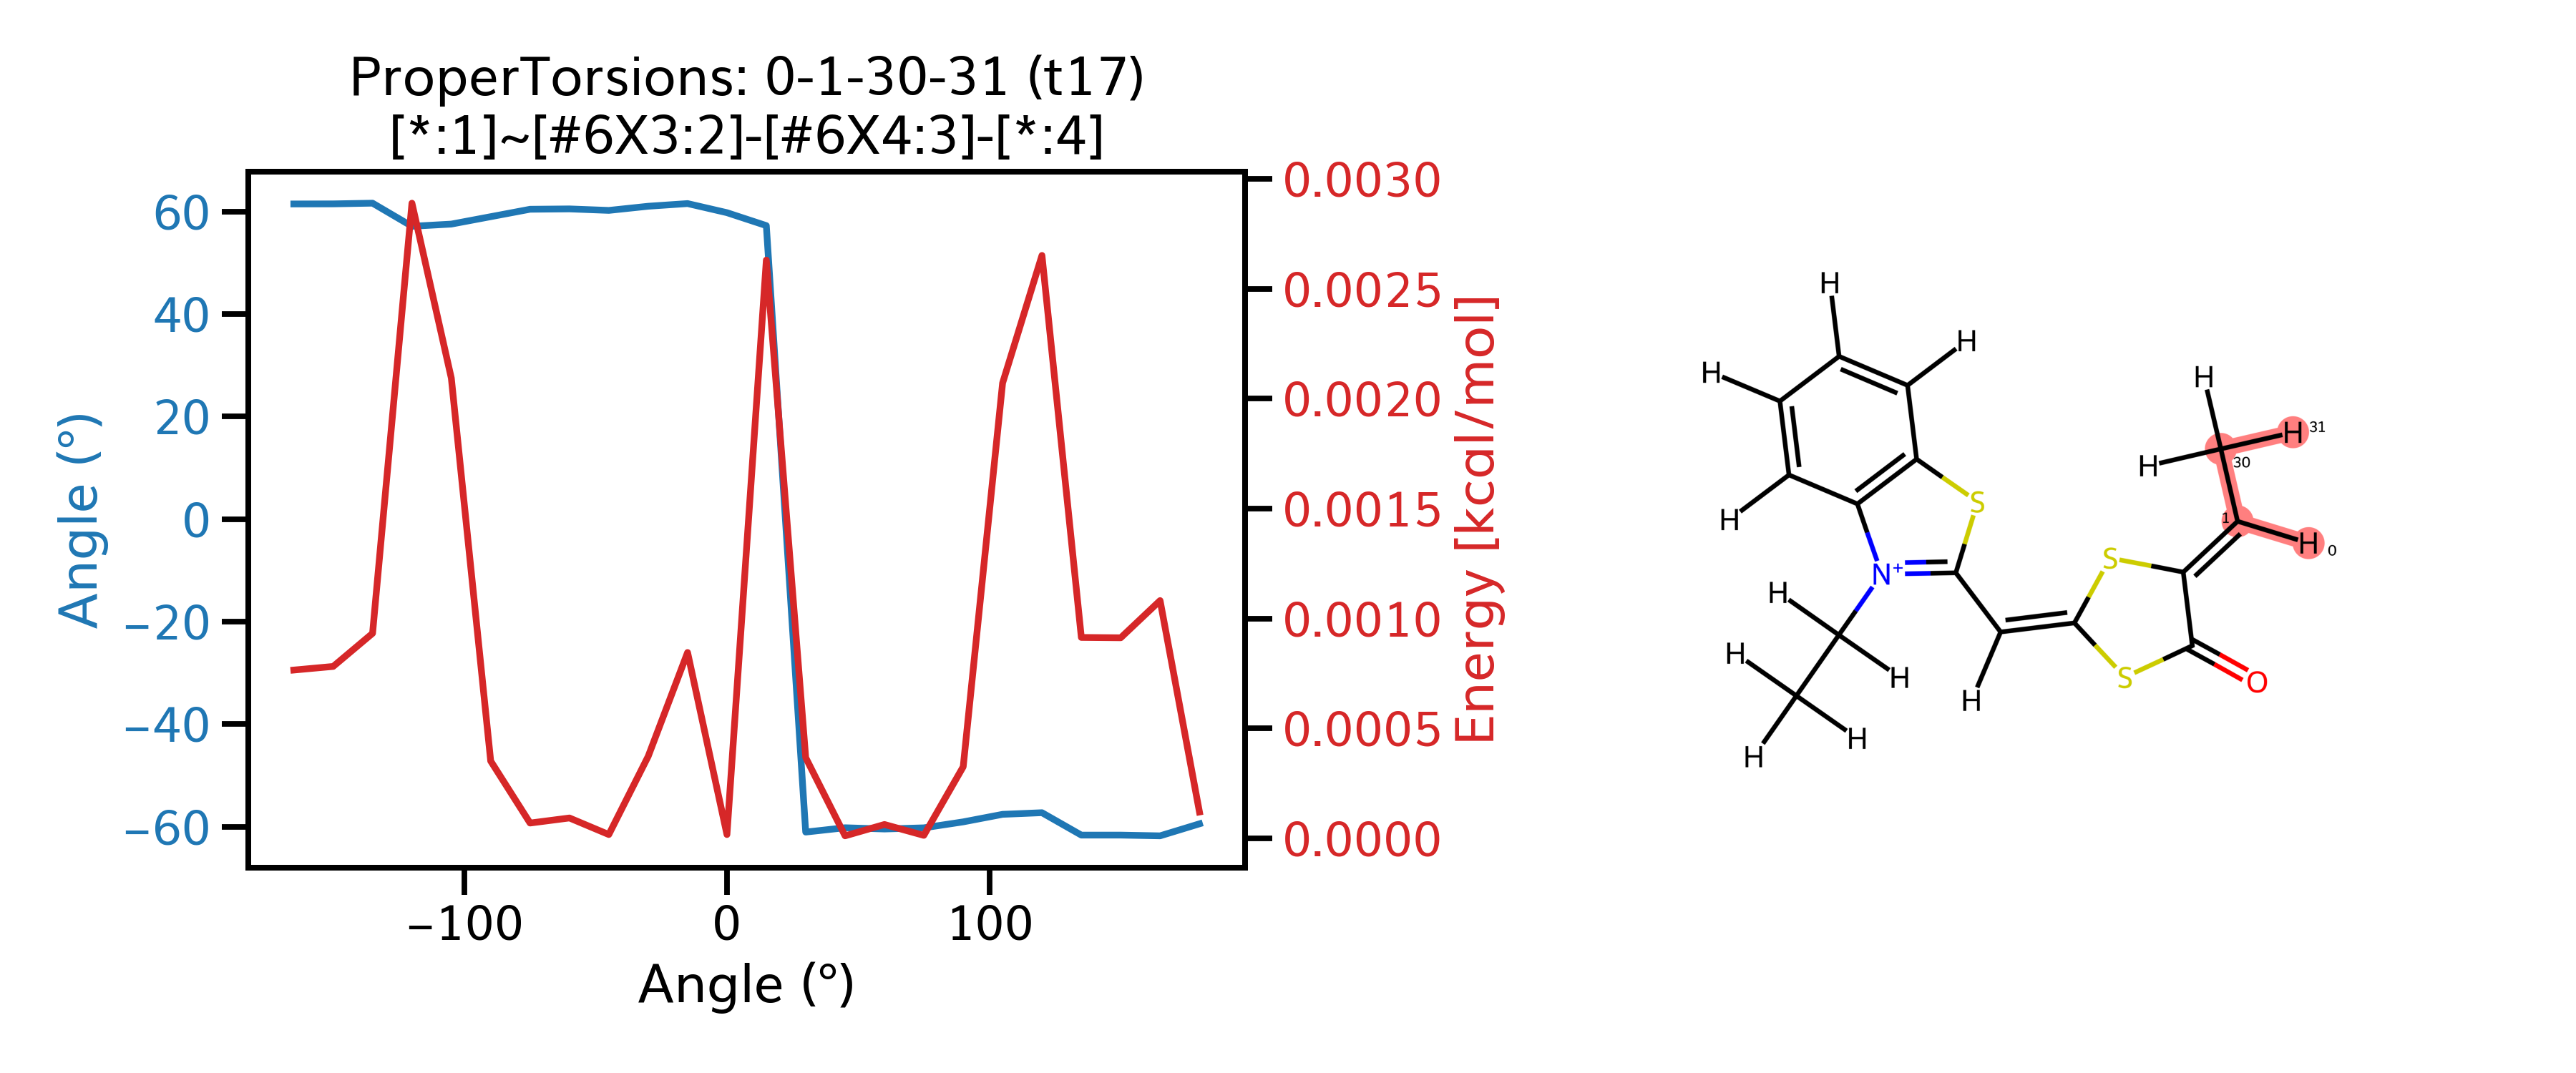 ProperTorsions: 0-1-30-31 (t17)
[*:1]~[#6X3:2]-[#6X4:3]-[*:4]
60
40
20
0
−20
−40
−60
Angle (°)
−100
0
100
Angle (°)
0.0030
0.0025
0.0020
0.0015
0.0010
0.0005
0.0000
Energy [kcal/mol]
H
H
H
H
H
H 31
30
H
S
1
H 0
S
N+
H
H
H
H
S
O
H
H
H